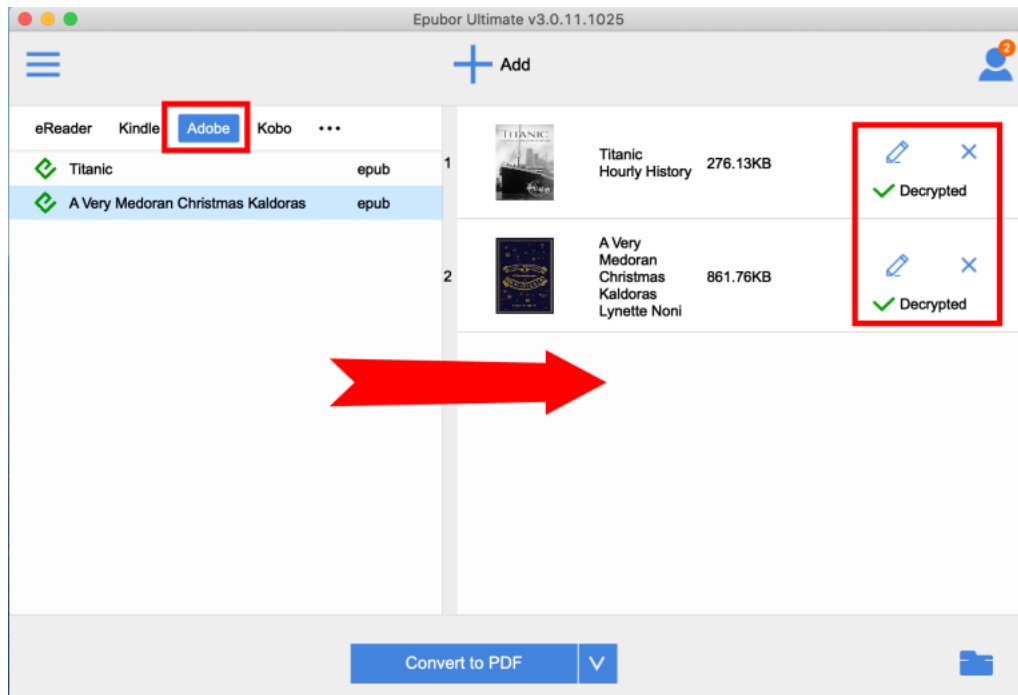 Epubor Ultimate v3.0.11.1025
Add
2
eReader Kindle Adobe Kobo •••
Titanic epub
A Very Medoran Christmas Kaldoras epub
1
TITANIC
Titanic
Hourly History
276.13KB
Decrypted
2
A Very
Medoran
Christmas
Kaldoras
Lynette Noni
861.76KB
Decrypted
Convert to PDF